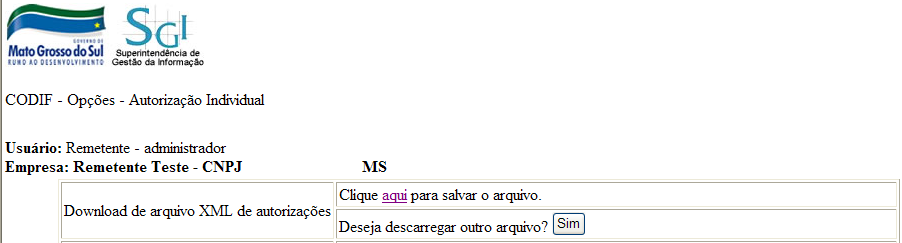 GOVERNO DE
Mato Grosso do Sul
RUMO AO DESENVOLVIMENTO
SGI
Superintendência de
Gestão da Informação
CODIF - Opções - Autorização Individual
Usuário: Remetente - administrador
Empresa: Remetente Teste - CNPJ MS
Download de arquivo XML de autorizações
Clique aqui para salvar o arquivo.
Deseja descarregar outro arquivo? Sim